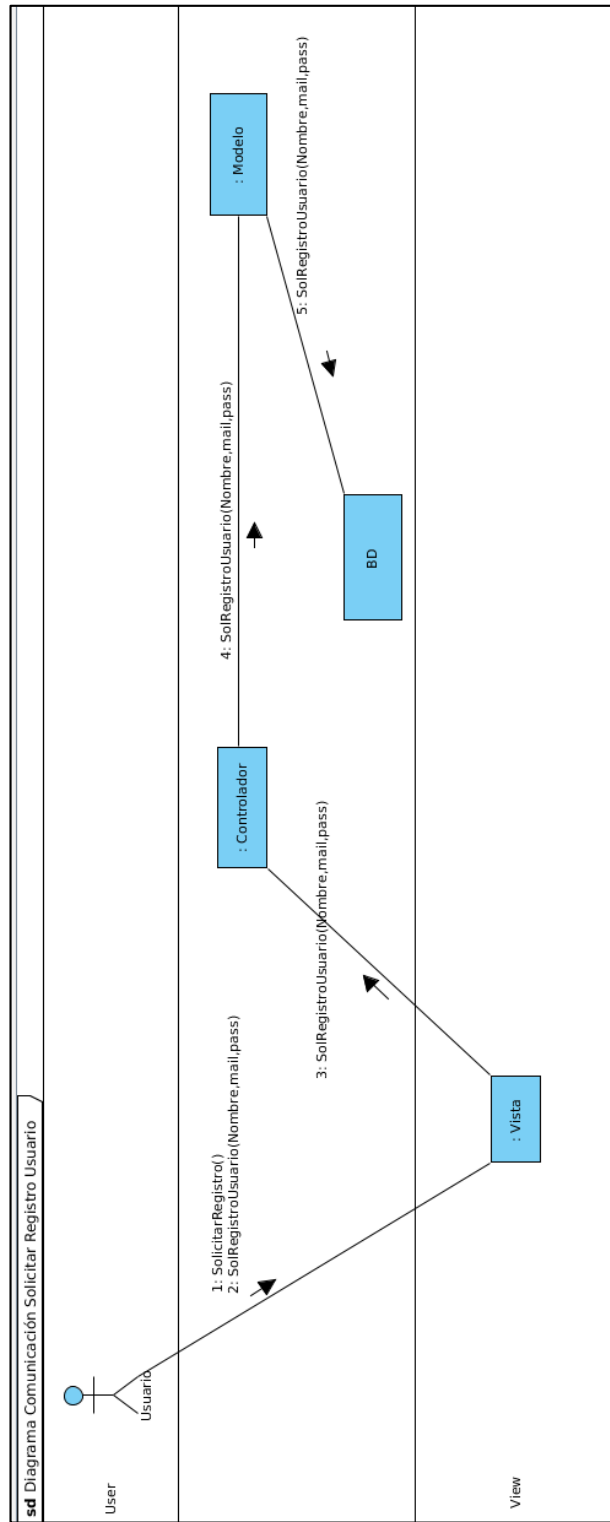 sd Diagrama Comunicación Solicitar Registro Usuario
User
Usuario
1: SolicitarRegistro()
2: SolRegistroUsuario(Nombre,mail,pass)
3: SolRegistroUsuario(Nombre,mail,pass)
: Controlador
4: SolRegistroUsuario(Nombre,mail,pass)
: Modelo
5: SolRegistroUsuario(Nombre,mail,pass)
BD
View
: Vista